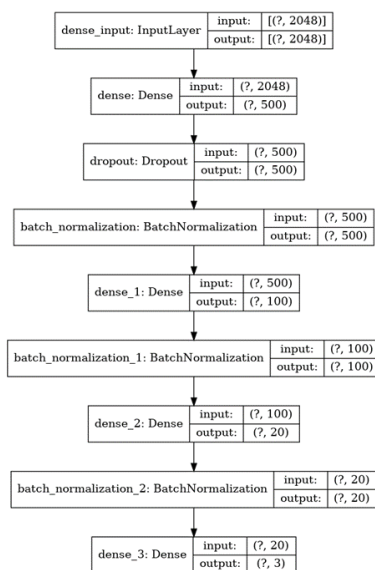 dense_input: InputLayer
input: [(?, 2048)]
output: [(?, 2048)]
dense: Dense
input: (?, 2048)
output: (?, 500)
dropout: Dropout
input: (?, 500)
output: (?, 500)
batch_normalization: BatchNormalization
input: (?, 500)
output: (?, 500)
dense_1: Dense
input: (?, 500)
output: (?, 100)
batch_normalization_1: BatchNormalization
input: (?, 100)
output: (?, 100)
dense_2: Dense
input: (?, 100)
output: (?, 20)
batch_normalization_2: BatchNormalization
input: (?, 20)
output: (?, 20)
dense_3: Dense
input: (?, 20)
output: (?, 3)